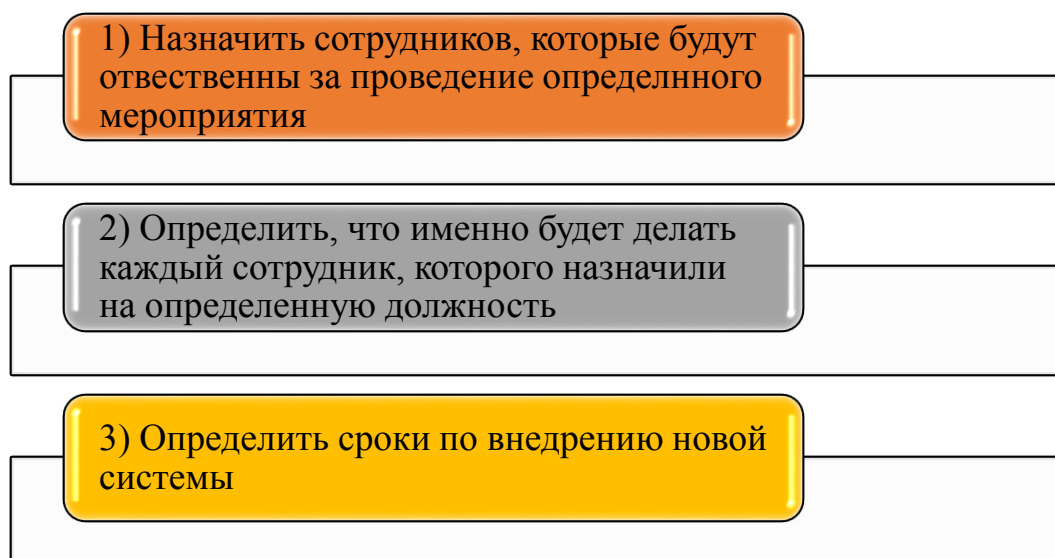 1) Назначить сотрудников, которые будут
отвественны за проведение определнного
мероприятия
2) Определить, что именно будет делать
каждый сотрудник, которого назначили
на определенную должность
3) Определить сроки по внедрению новой
системы